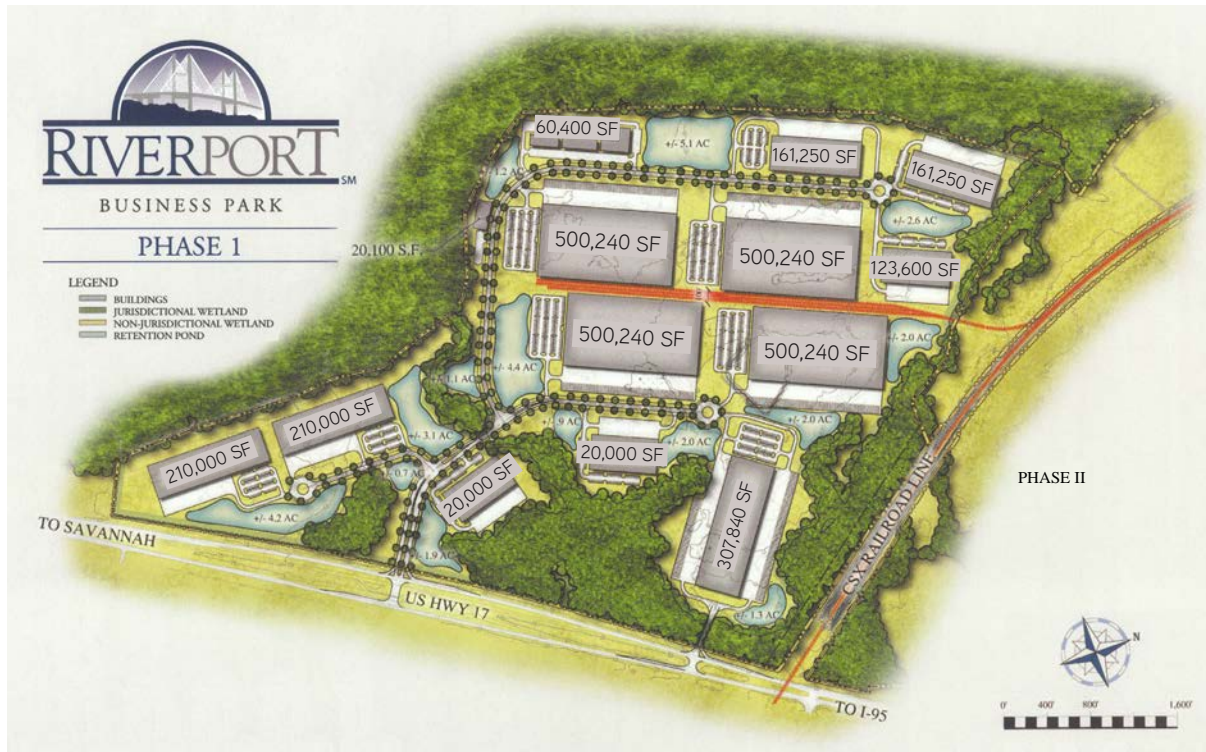 RIVERPORT SM
BUSINESS PARK
PHASE 1
LEGEND
BUILDINGS
JURISDICTIONAL WETLAND
NON-JURISDICTIONAL WETLAND
RETENTION POND
20,100 S.F.
60,400 SF
+/- 5.1 AC
161,250 SF
161,250 SF
1.2 AC
+/- 2.6 AC
500,240 SF
500,240 SF
123,600 SF
500,240 SF
500,240 SF
+/- 2.0 AC
+/- 4.4 AC
1.1 AC
210,000 SF
210,000 SF
+/- 3.1 AC
+/- .9 AC
+/- 2.0 AC
+/- 2.0 AC
20,000 SF
+/- 0.7 AC
20,000 SF
307,840 SF
+/- 4.2 AC
+/- 1.9 AC
+/- 1.3 AC
TO SAVANNAH
US HWY 17
CSX RAILROAD LINE
PHASE II
TO I-95
N
0' 400' 800' 1,600'